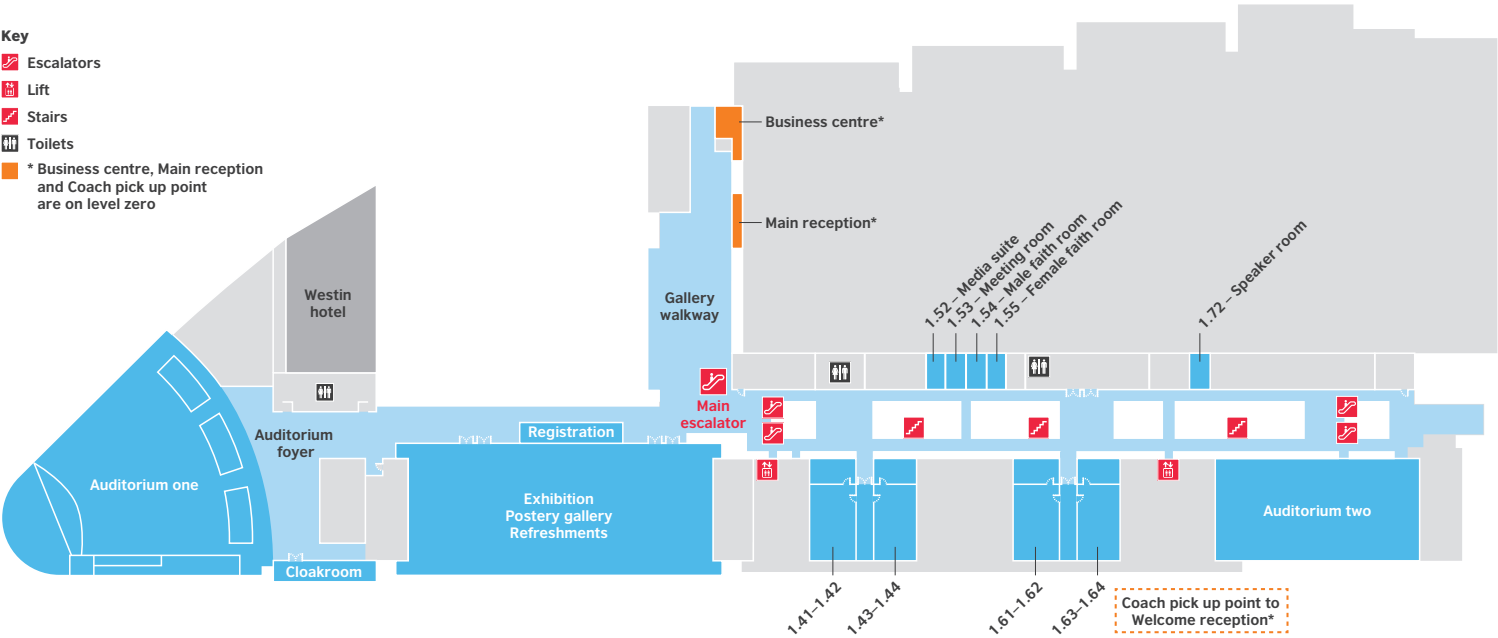 Key
Escalators
Lift
Stairs
Toilets
* Business centre, Main reception
and Coach pick up point
are on level zero
Business centre*
Main reception*
1.52 – Media suite
1.53 – Meeting room
1.54 – Male faith room
1.55 – Female faith room
1.72 – Speaker room
Westin
hotel
Gallery
walkway
Main
escalator
Auditorium
foyer
Registration
Auditorium one
Exhibition
Postery gallery
Refreshments
Auditorium two
Cloakroom
1.41–1.42
1.43–1.44
1.61–1.62
1.63–1.64
Coach pick up point to
Welcome reception*